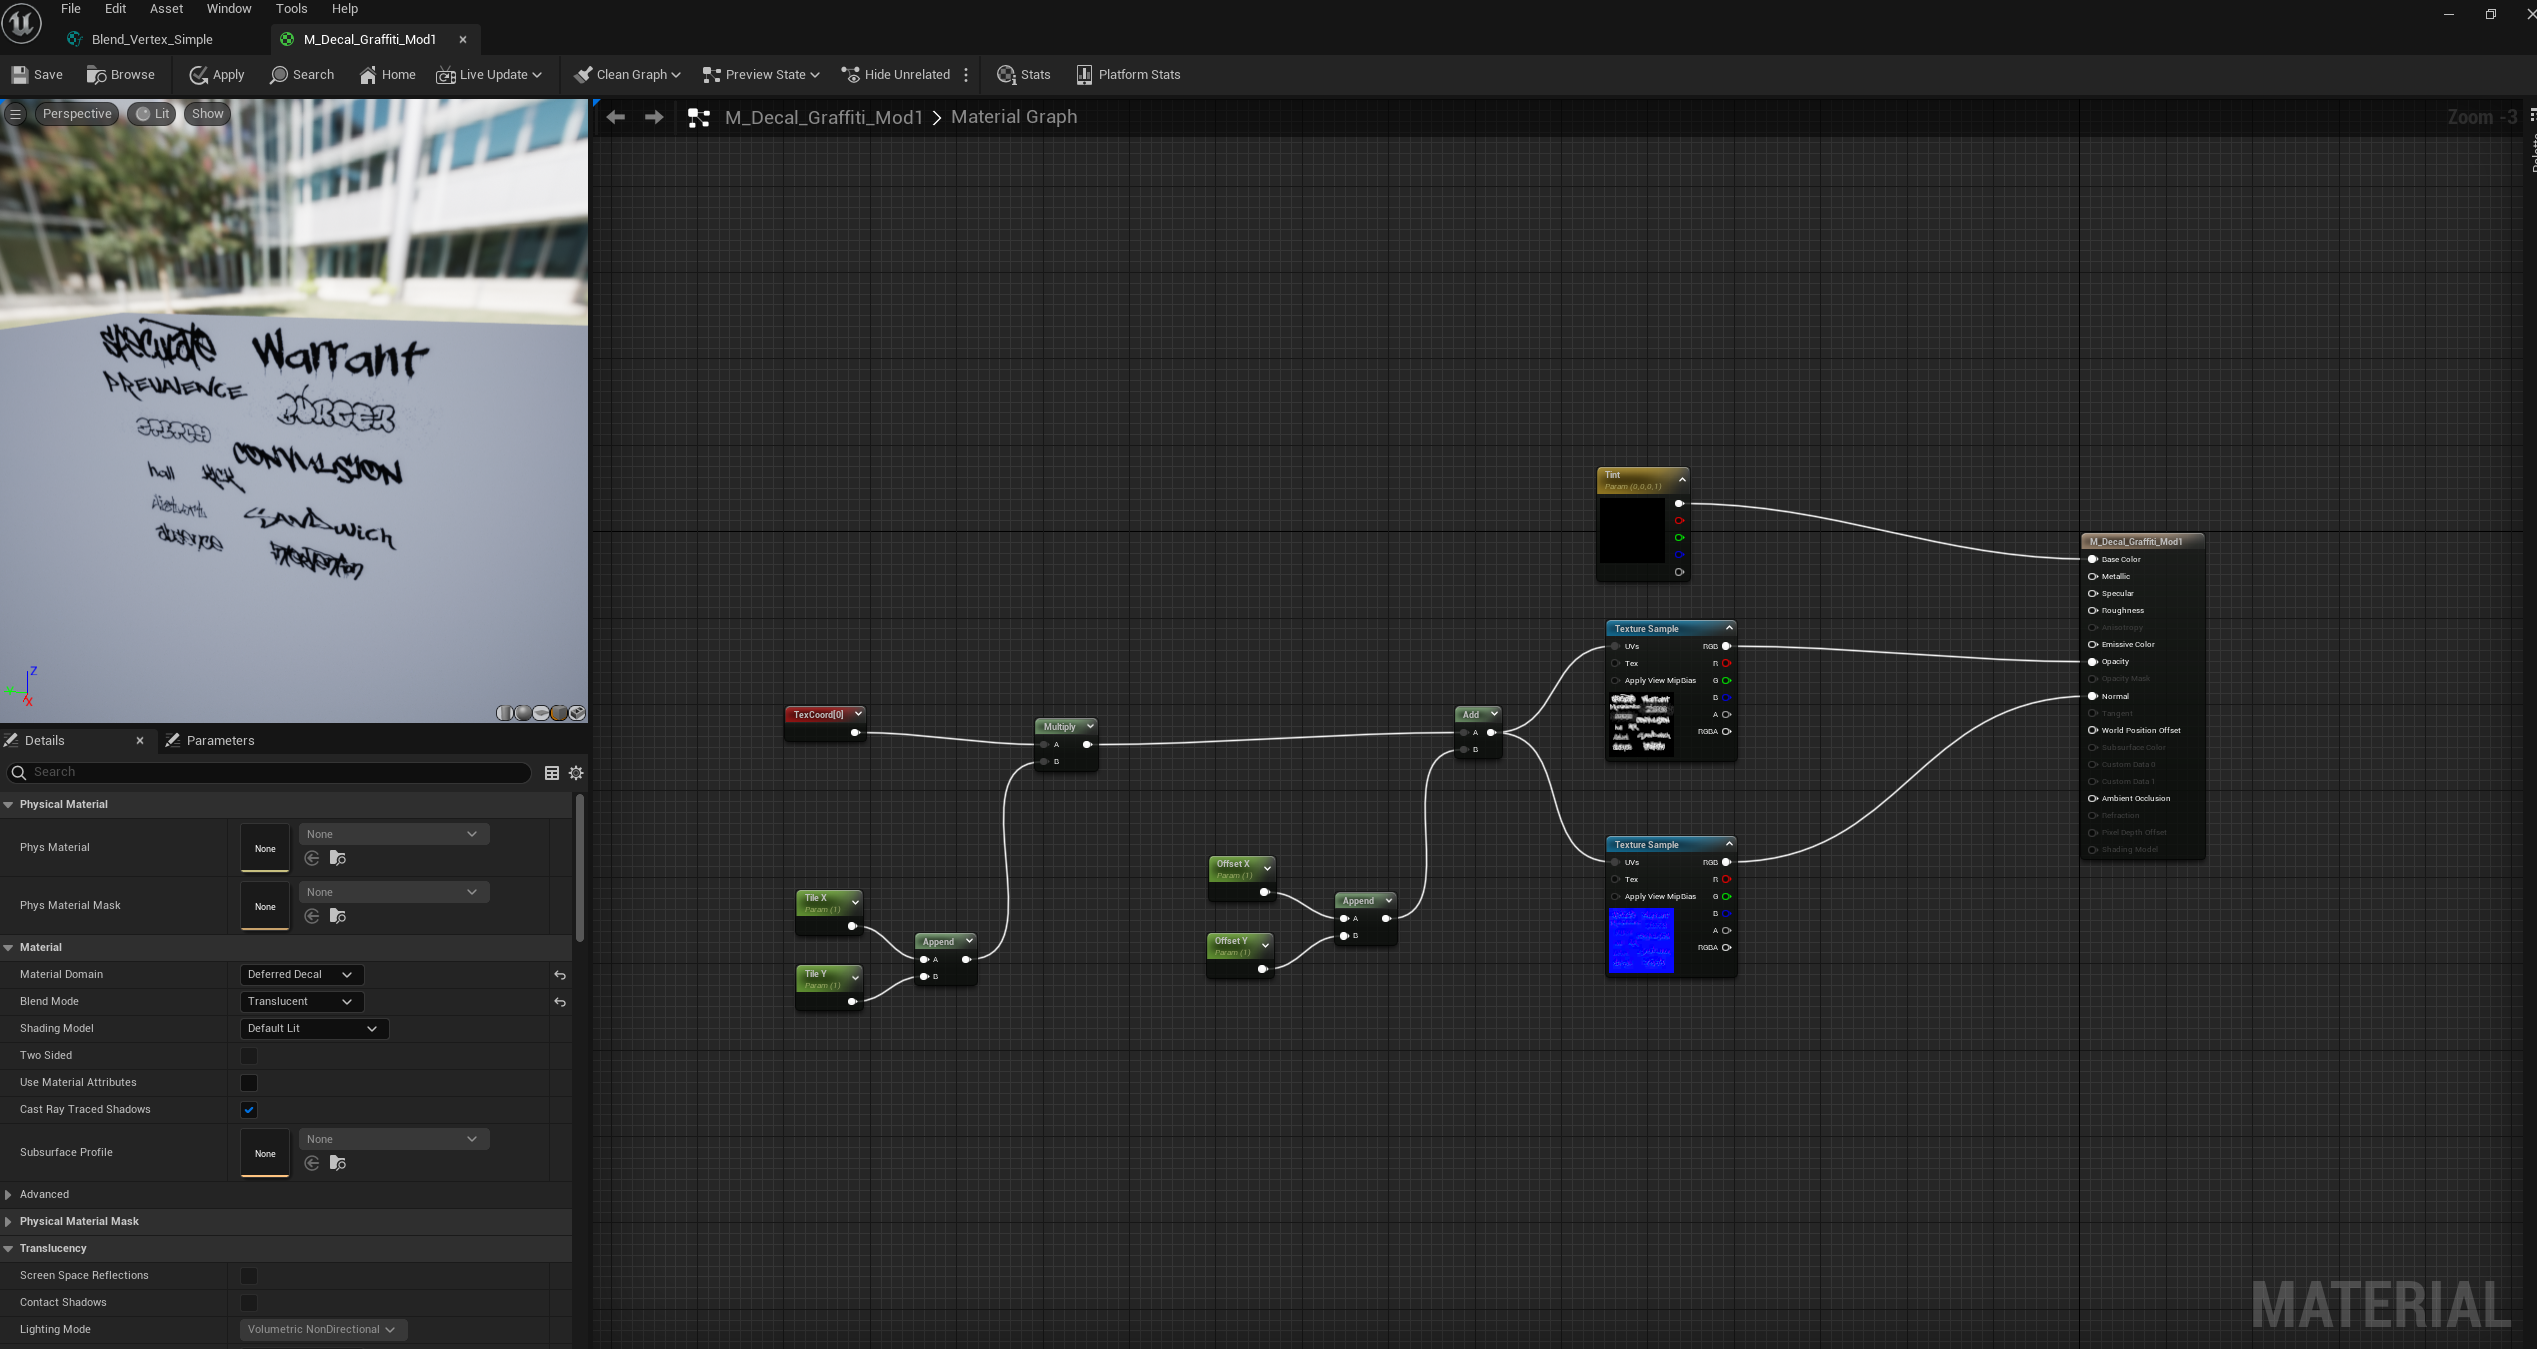 File Edit Asset Window Tools Help
Blend_Vertex_Simple M_Decal_Graffiti_Mod1
Save Browse Apply Search Home Live Update Clean Graph Preview State Hide Unrelated Stats Platform Stats
Perspective Lit Show
M_Decal_Graffiti_Mod1 > Material Graph
Zoom -3
Warrant
PREVALENCE
BURGER
CONVULSION
hall
SANDWich
absence
Z
X
Tint
Param (0,0,0,1)
M_Decal_Graffiti_Mod1
Base Color
Metallic
Specular
Roughness
Anisotropy
Emissive Color
Opacity
Opacity Mask
Normal
Tangent
World Position Offset
Subsurface Color
Custom Data 0
Custom Data 1
Ambient Occlusion
Refraction
Pixel Depth Offset
Shading Model
Texture Sample
UVs RGB
Tex R
Apply View MipBias G
B
A
RGBA
TexCoord[0]
Multiply
A
B
Add
A
B
Texture Sample
UVs RGB
Tex R
Apply View MipBias G
B
A
RGBA
Offset X
Param (1)
Offset Y
Param (1)
Append
A
B
Tile X
Param (1)
Tile Y
Param (1)
Append
A
B
Details Parameters
Search
Physical Material
Phys Material None None
Phys Material Mask None None
Material
Material Domain Deferred Decal
Blend Mode Translucent
Shading Model Default Lit
Two Sided
Use Material Attributes
Cast Ray Traced Shadows
Subsurface Profile None None
Advanced
Physical Material Mask
Translucency
Screen Space Reflections
Contact Shadows
Lighting Mode Volumetric NonDirectional
MATERIAL